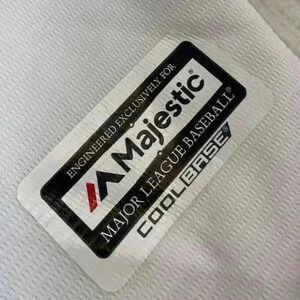 ENGINEERED EXCLUSIVELY FOR
Majestic®
MAJOR LEAGUE BASEBALL®
COOLBASE®